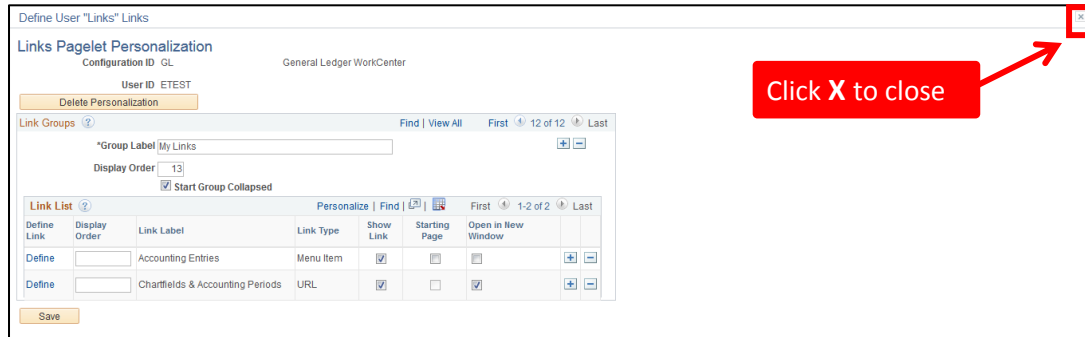 Define User "Links" Links
Links Pagelet Personalization
Configuration ID GL General Ledger WorkCenter
User ID ETEST
Delete Personalization
Link Groups Find | View All First 12 of 12 Last
*Group Label My Links
Display Order 13
Start Group Collapsed
Link List Personalize | Find | First 1-2 of 2 Last
Define Link Display Order Link Label Link Type Show Link Starting Page Open in New Window
Define Accounting Entries Menu Item
Define Chartfields & Accounting Periods URL
Save
Click X to close